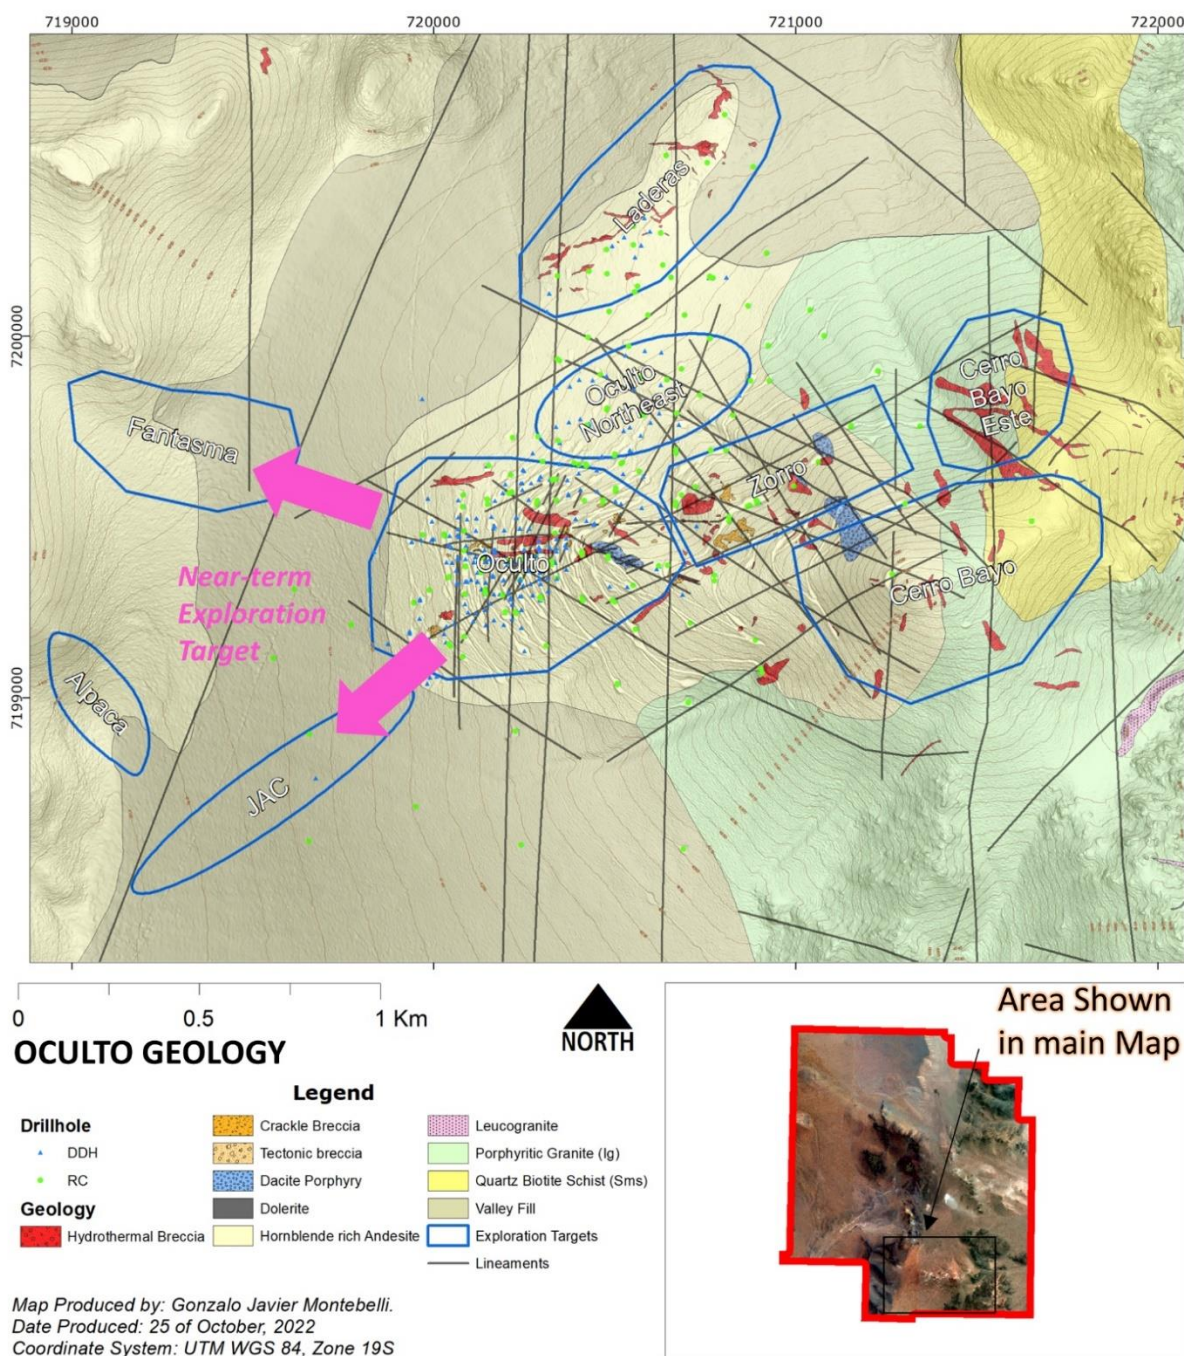 719000 720000 721000 722000
7200000
7199000
Laderas
Oculto
Northeast
Cerro
Bayo
Este
Fantasma
Zorro
Oculto
Cerro Bayo
Near-term
Exploration
Target
Alpaca
JAC
0 0.5 1 Km
NORTH
OCULTO GEOLOGY
Legend
Drillhole
DDH
RC
Geology
Hydrothermal Breccia
Crackle Breccia
Tectonic breccia
Dacite Porphyry
Dolerite
Hornblende rich Andesite
Leucogranite
Porphyritic Granite (Ig)
Quartz Biotite Schist (Sms)
Valley Fill
Exploration Targets
Lineaments
Map Produced by: Gonzalo Javier Montebelli.
Date Produced: 25 of October, 2022
Coordinate System: UTM WGS 84, Zone 19S
Area Shown
in main Map